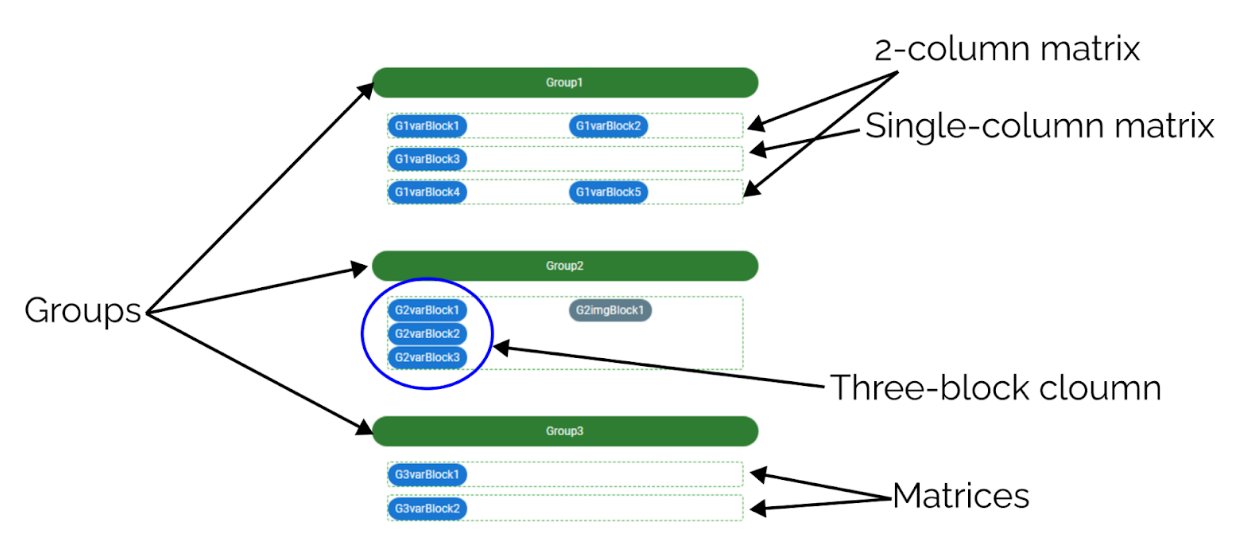 2-column matrix
Group1
G1varBlock1 G1varBlock2
Single-column matrix
G1varBlock3
G1varBlock4 G1varBlock5
Group2
Groups
G2varBlock1 G2imgBlock1
G2varBlock2
G2varBlock3
Three-block cloumn
Group3
G3varBlock1
Matrices
G3varBlock2